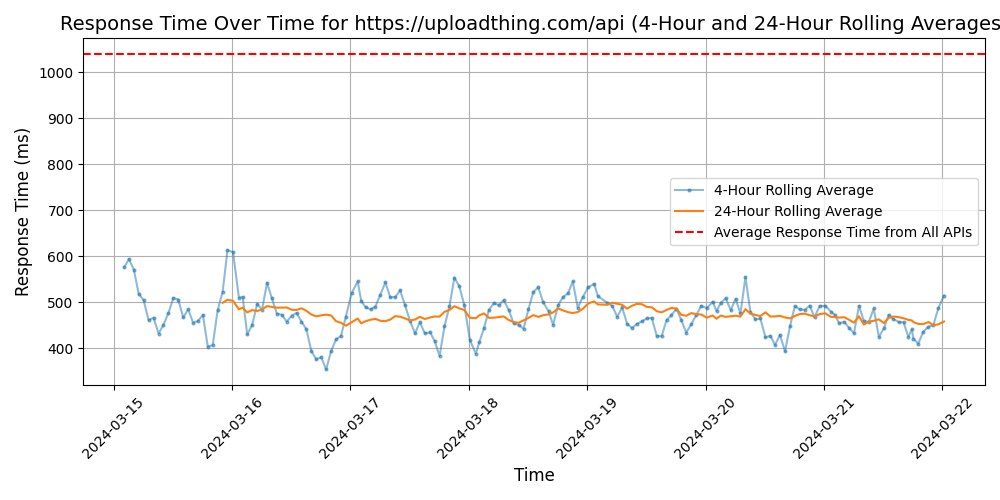 Response Time Over Time for https://uploadthing.com/api (4-Hour and 24-Hour Rolling Averages
Response Time (ms)
1000
900
800
700
600
500
400
4-Hour Rolling Average
24-Hour Rolling Average
Average Response Time from All APIs
2024-03-15
2024-03-16
2024-03-17
2024-03-18
2024-03-19
2024-03-20
2024-03-21
2024-03-22
Time